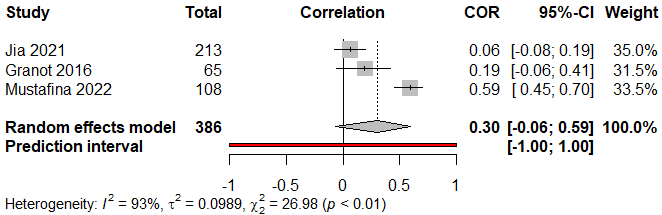 Study Total Correlation COR 95%-CI Weight
Jia 2021 213 0.06 [-0.08; 0.19] 35.0%
Granot 2016 65 0.19 [-0.06; 0.41] 31.5%
Mustafina 2022 108 0.59 [ 0.45; 0.70] 33.5%
Random effects model 386 0.30 [-0.06; 0.59] 100.0%
Prediction interval [-1.00; 1.00]
-1 -0.5 0 0.5 1
Heterogeneity: I² = 93%, τ² = 0.0989, χ²₂ = 26.98 (p < 0.01)